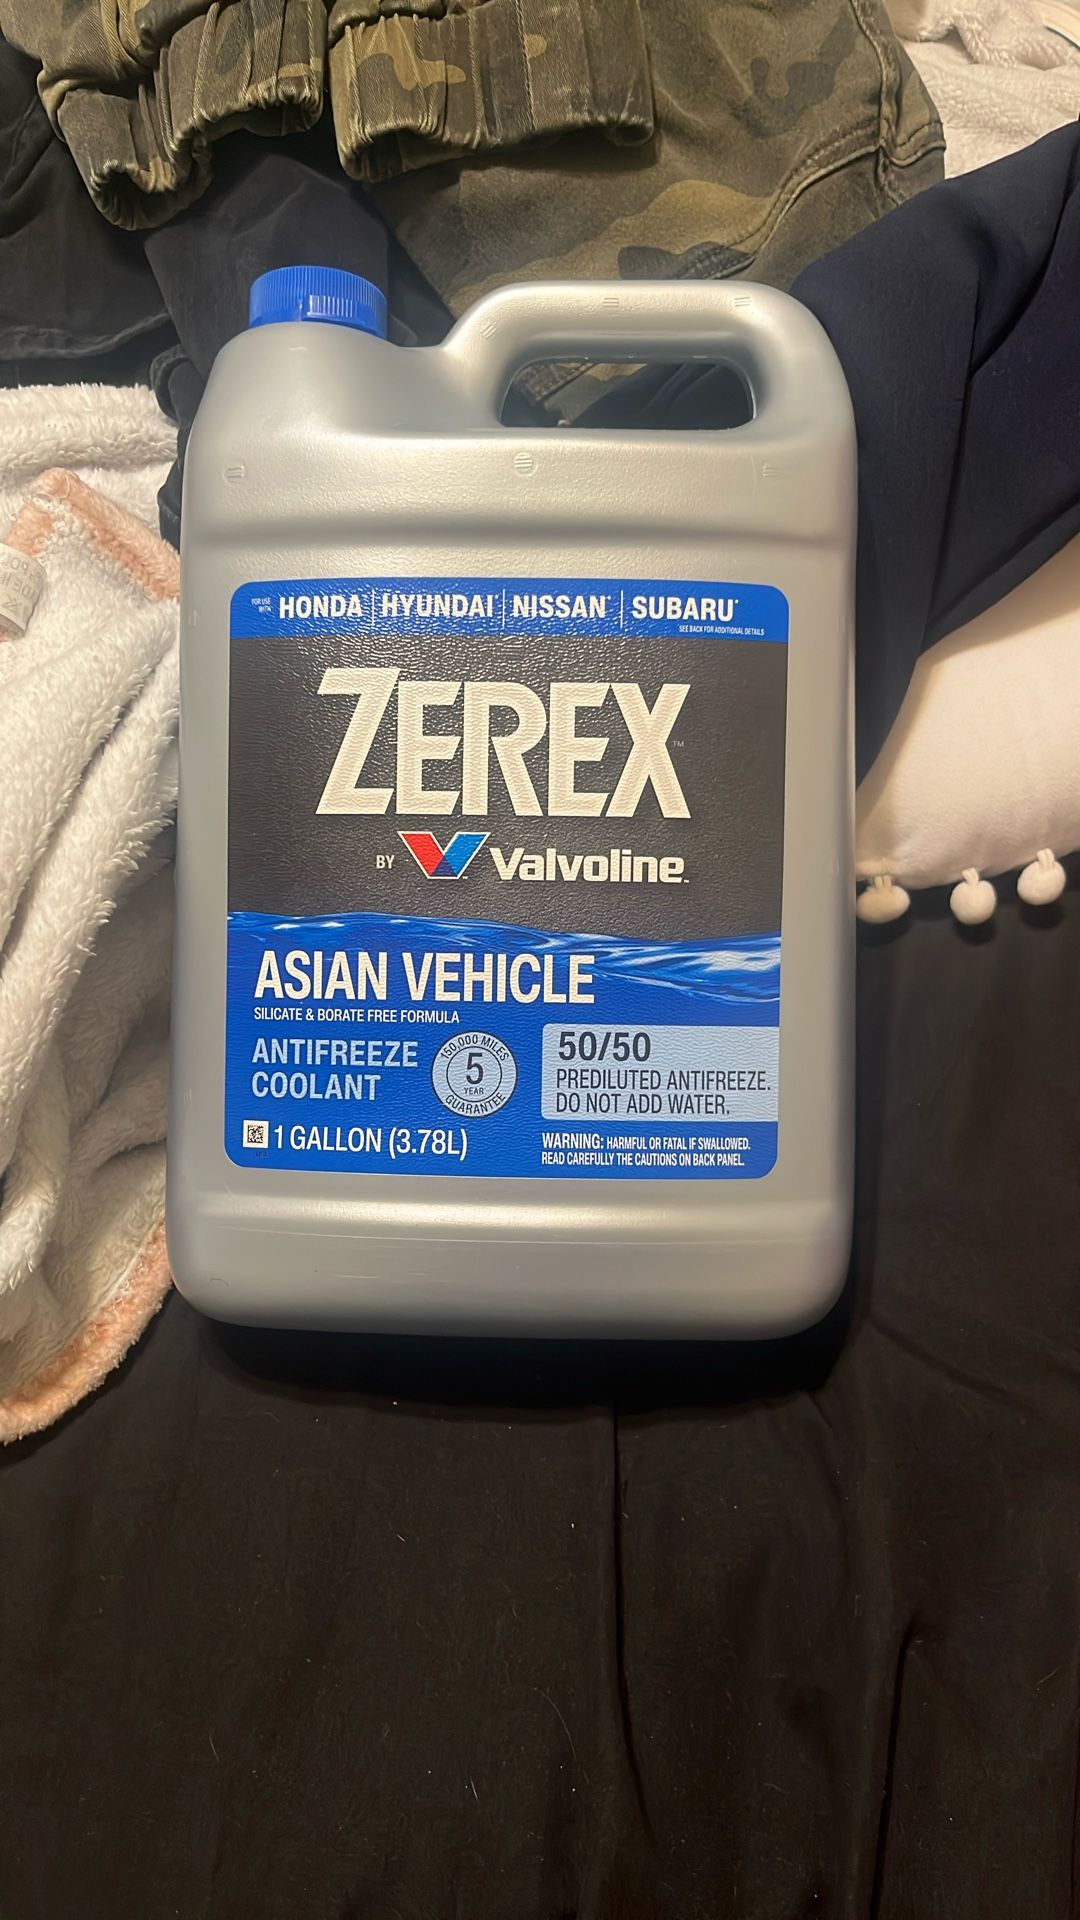 FOR USE WITH HONDA* HYUNDAI* NISSAN* SUBARU*
SEE BACK FOR ADDITIONAL DETAILS
ZEREX™
BY Valvoline™
ASIAN VEHICLE
SILICATE & BORATE FREE FORMULA
ANTIFREEZE
COOLANT
150,000 MILES
5
YEAR
GUARANTEE
50/50
PREDILUTED ANTIFREEZE.
DO NOT ADD WATER.
1 GALLON (3.78L)
WARNING: HARMFUL OR FATAL IF SWALLOWED.
READ CAREFULLY THE CAUTIONS ON BACK PANEL.